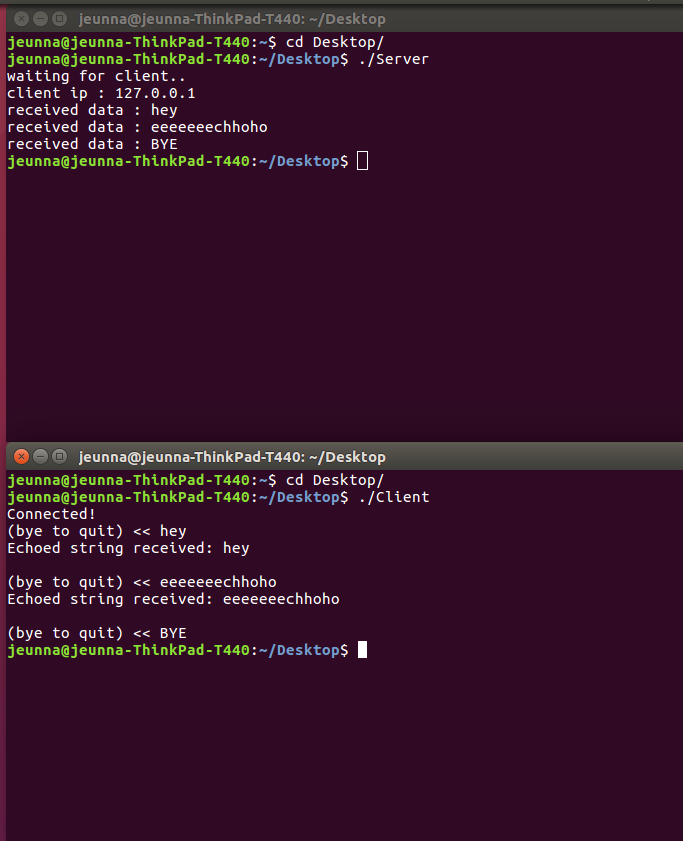 jeunna@jeunna-ThinkPad-T440: ~/Desktop
jeunna@jeunna-ThinkPad-T440:~$ cd Desktop/
jeunna@jeunna-ThinkPad-T440:~/Desktop$ ./Server
waiting for client..
client ip : 127.0.0.1
received data : hey
received data : eeeeeeechhoho
received data : BYE
jeunna@jeunna-ThinkPad-T440:~/Desktop$
jeunna@jeunna-ThinkPad-T440: ~/Desktop
jeunna@jeunna-ThinkPad-T440:~$ cd Desktop/
jeunna@jeunna-ThinkPad-T440:~/Desktop$ ./Client
Connected!
(bye to quit) << hey
Echoed string received: hey
(bye to quit) << eeeeeeechhoho
Echoed string received: eeeeeeechhoho
(bye to quit) << BYE
jeunna@jeunna-ThinkPad-T440:~/Desktop$